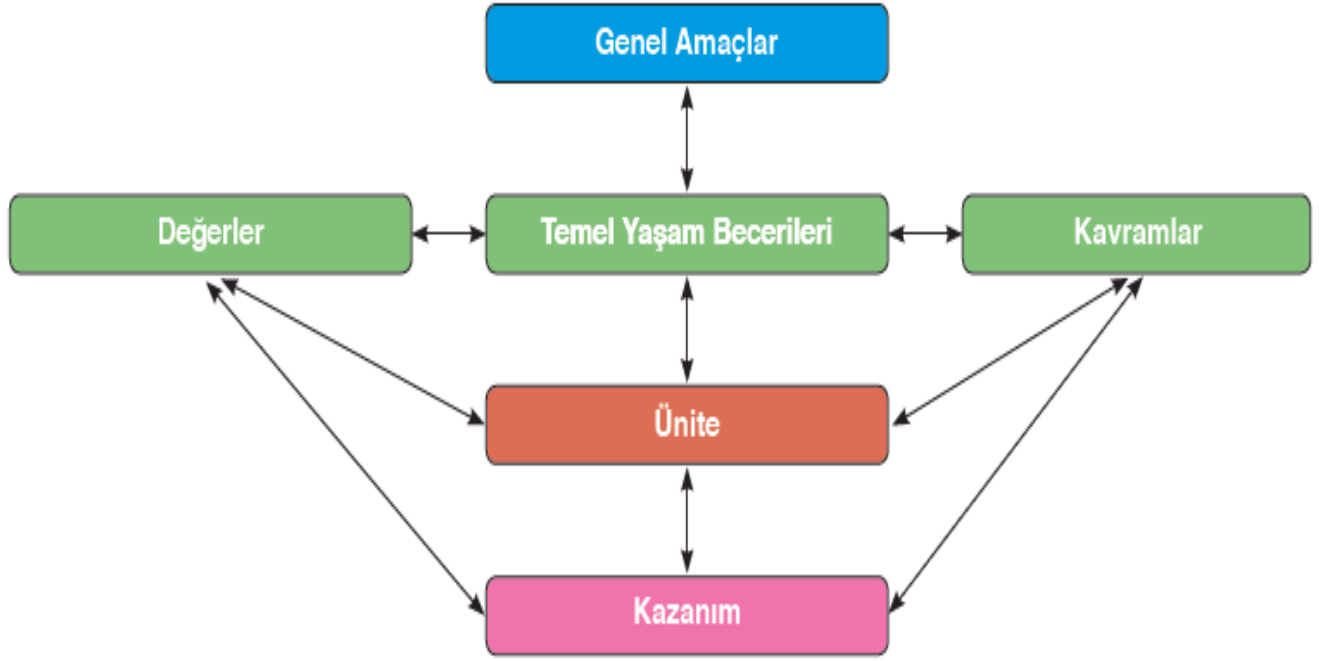 Genel Amaçlar
Değerler
Temel Yaşam Becerileri
Kavramlar
Ünite
Kazanım